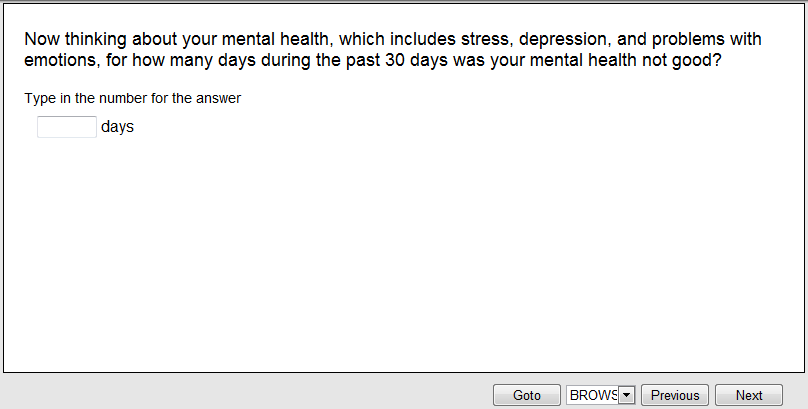 Now thinking about your mental health, which includes stress, depression, and problems with
emotions, for how many days during the past 30 days was your mental health not good?
Type in the number for the answer
days
Goto BROWS Previous Next